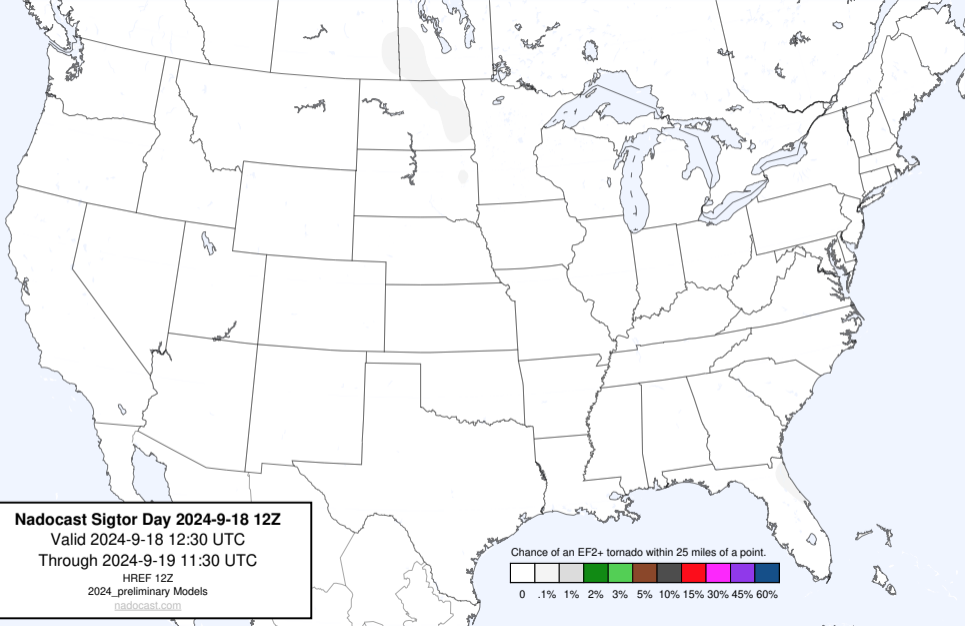 Nadocast Sigtor Day 2024-9-18 12Z
Valid 2024-9-18 12:30 UTC
Through 2024-9-19 11:30 UTC
HREF 12Z
2024_preliminary Models
nadocast.com
Chance of an EF2+ tornado within 25 miles of a point.
0 .1% 1% 2% 3% 5% 10% 15% 30% 45% 60%